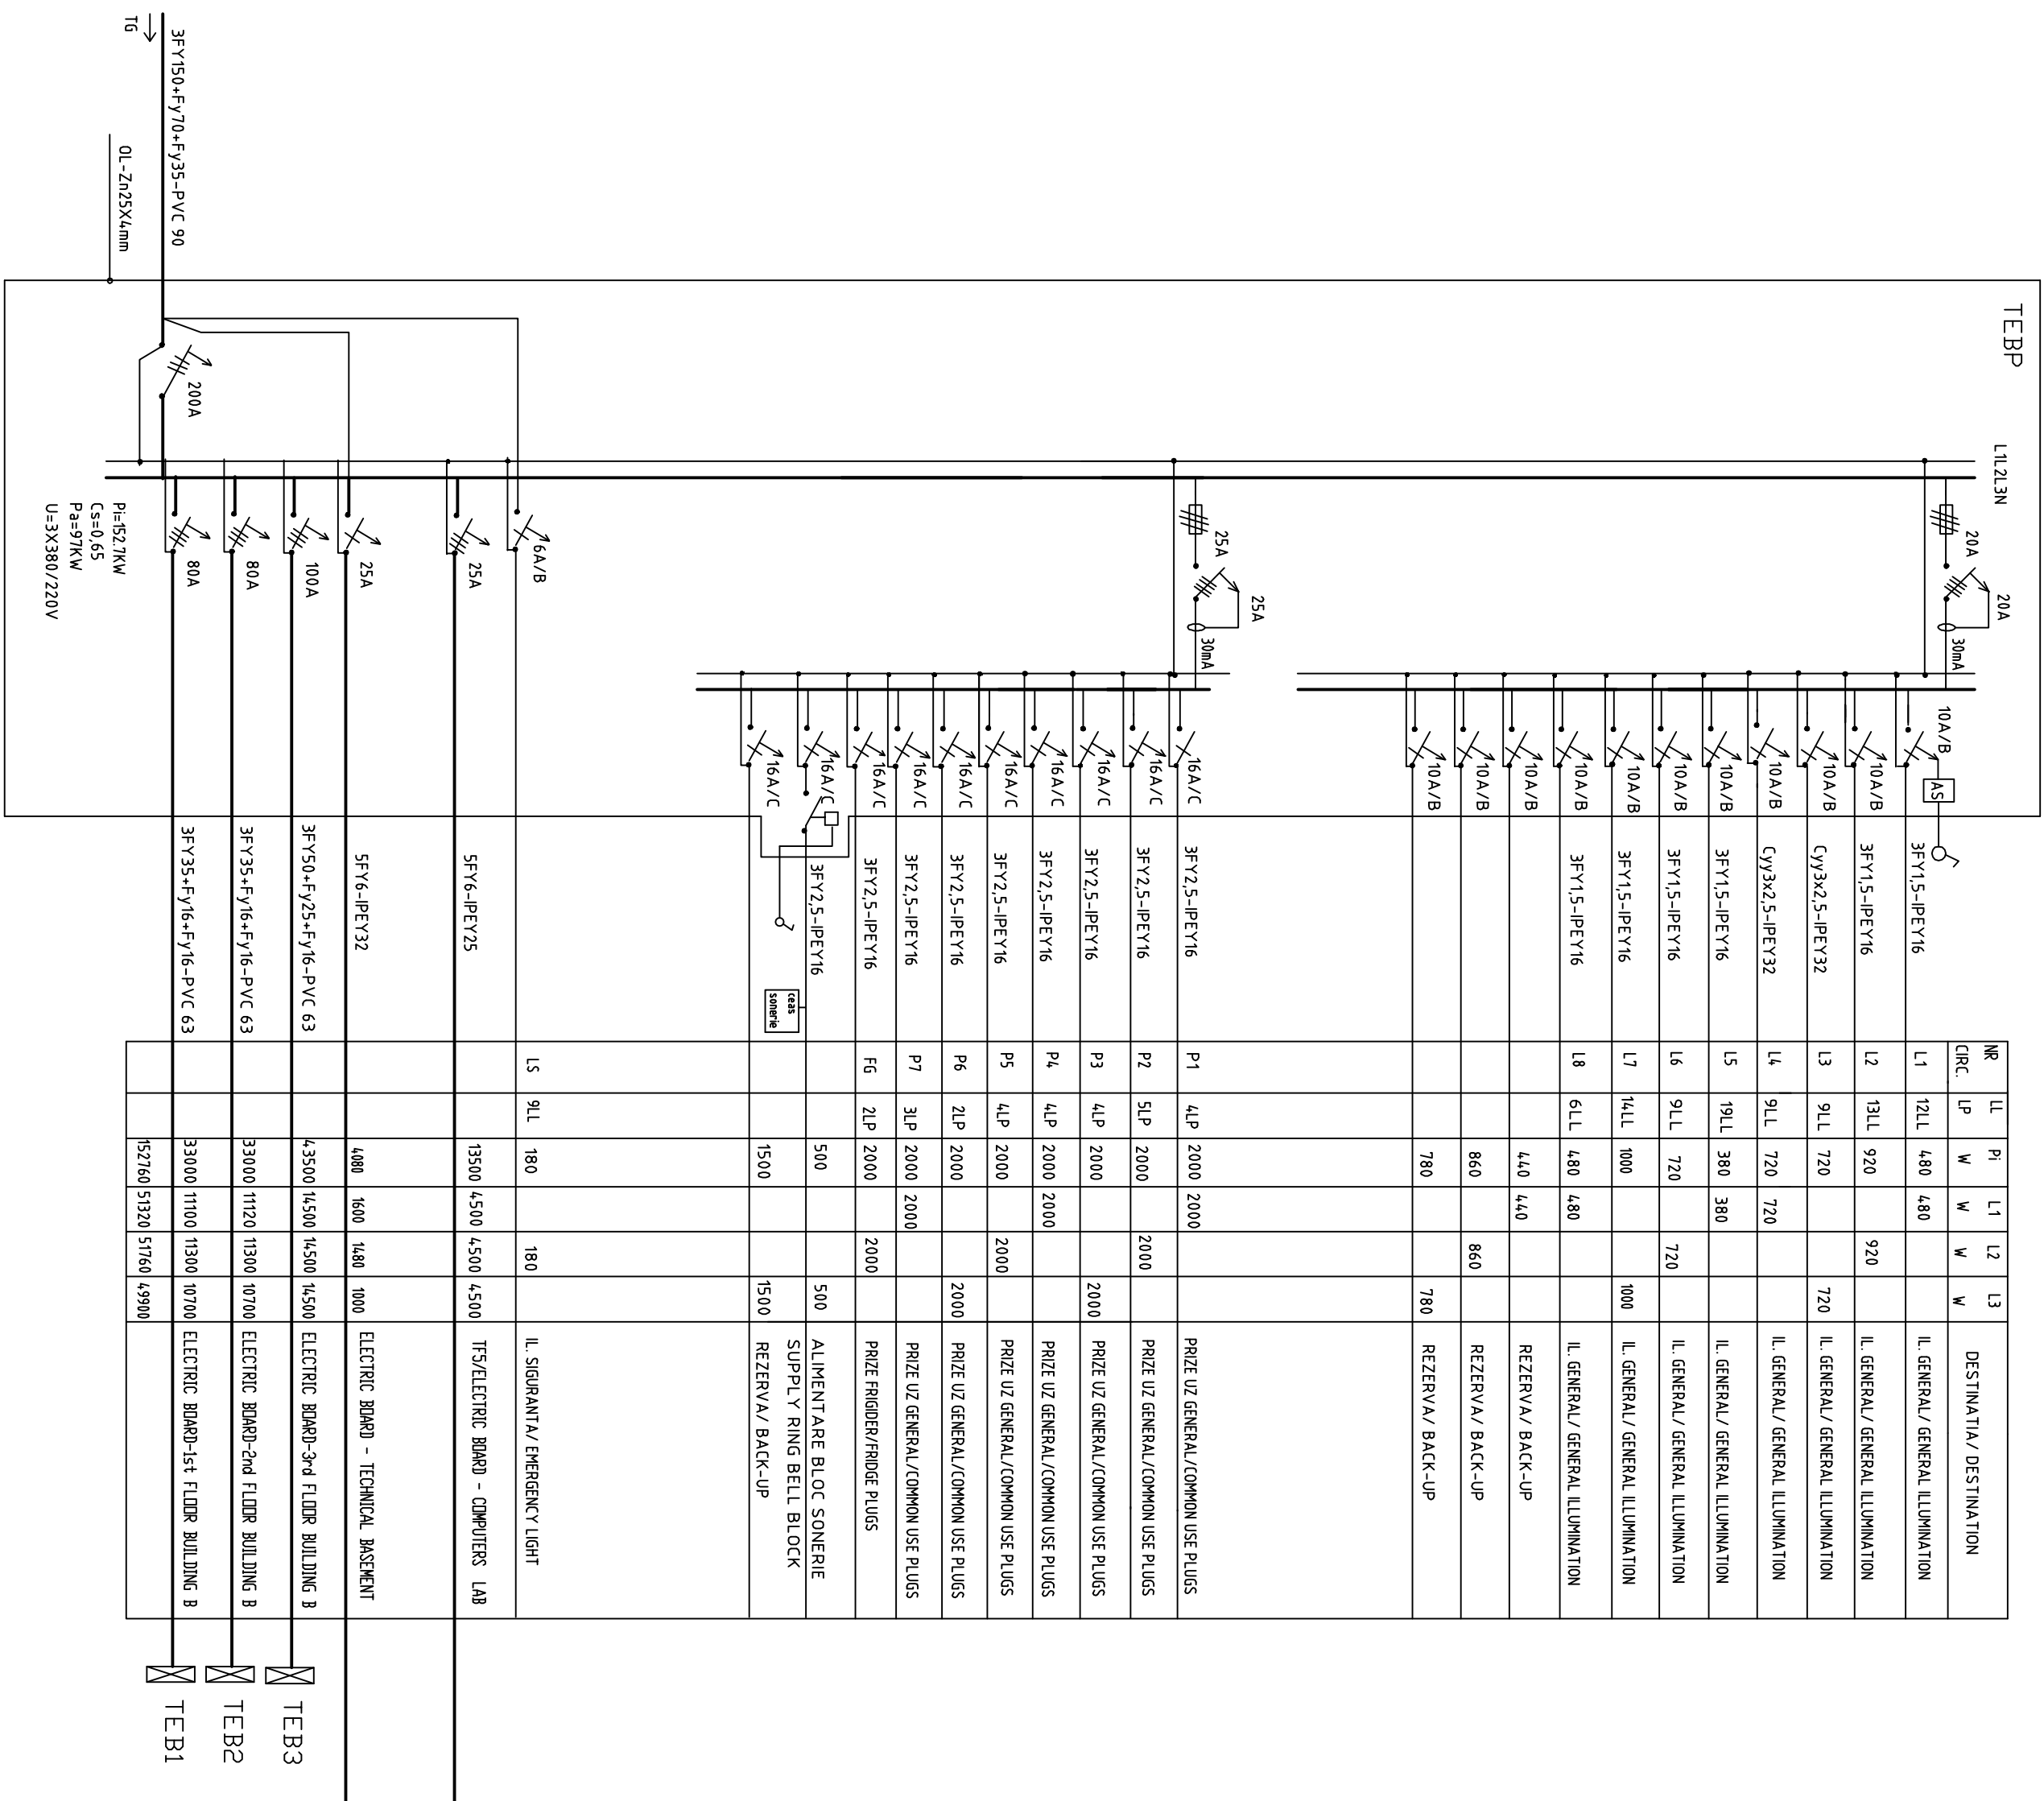 TEBP
L1L2L3N
20A
20A
30mA
NR CIRC. LL LP Pi W L1 W L2 W L3 W DESTINATIA/ DESTINATION
10A/B AS 3FY1,5-IPEY16 L1 12LL 480 480 IL. GENERAL/ GENERAL ILLUMINATION
10A/B 3FY1,5-IPEY16 L2 13LL 920 920 IL. GENERAL/ GENERAL ILLUMINATION
10A/B Cyy3x2,5-IPEY32 L3 9LL 720 720 IL. GENERAL/ GENERAL ILLUMINATION
10A/B Cyy3x2,5-IPEY32 L4 9LL 720 720 IL. GENERAL/ GENERAL ILLUMINATION
10A/B 3FY1,5-IPEY16 L5 19LL 380 380 IL. GENERAL/ GENERAL ILLUMINATION
10A/B 3FY1,5-IPEY16 L6 9LL 720 720 IL. GENERAL/ GENERAL ILLUMINATION
10A/B 3FY1,5-IPEY16 L7 14LL 1000 1000 IL. GENERAL/ GENERAL ILLUMINATION
10A/B 3FY1,5-IPEY16 L8 6LL 480 480 IL. GENERAL/ GENERAL ILLUMINATION
10A/B 440 440 REZERVA/ BACK-UP
10A/B 860 860 REZERVA/ BACK-UP
10A/B 780 780 REZERVA/ BACK-UP
25A
25A
30mA
16A/C 3FY2,5-IPEY16 P1 4LP 2000 2000 PRIZE UZ GENERAL/COMMON USE PLUGS
16A/C 3FY2,5-IPEY16 P2 5LP 2000 2000 PRIZE UZ GENERAL/COMMON USE PLUGS
16A/C 3FY2,5-IPEY16 P3 4LP 2000 2000 PRIZE UZ GENERAL/COMMON USE PLUGS
16A/C 3FY2,5-IPEY16 P4 4LP 2000 2000 PRIZE UZ GENERAL/COMMON USE PLUGS
16A/C 3FY2,5-IPEY16 P5 4LP 2000 2000 PRIZE UZ GENERAL/COMMON USE PLUGS
16A/C 3FY2,5-IPEY16 P6 2LP 2000 2000 PRIZE UZ GENERAL/COMMON USE PLUGS
16A/C 3FY2,5-IPEY16 P7 3LP 2000 2000 PRIZE UZ GENERAL/COMMON USE PLUGS
16A/C 3FY2,5-IPEY16 FG 2LP 2000 2000 PRIZE FRIGIDER/FRIDGE PLUGS
16A/C 3FY2,5-IPEY16 500 500 ALIMENTARE BLOC SONERIE
SUPPLY RING BELL BLOCK
ceas
sonerie
16A/C 1500 1500 REZERVA/ BACK-UP
6A/B LS 9LL 180 180 IL. SIGURANTA/ EMERGENCY LIGHT
25A 5FY6-IPEY25 13500 4500 4500 4500 TF5/ELECTRIC BOARD - COMPUTERS LAB
25A 5FY6-IPEY32 4080 1600 1480 1000 ELECTRIC BOARD - TECHNICAL BASEMENT
100A 3FY50+Fy25+Fy16-PVC 63 43500 14500 14500 14500 ELECTRIC BOARD-3rd FLOOR BUILDING B TEB3
80A 3FY35+Fy16+Fy16-PVC 63 33000 11120 11300 10700 ELECTRIC BOARD-2nd FLOOR BUILDING B TEB2
80A 3FY35+Fy16+Fy16-PVC 63 33000 11100 11300 10700 ELECTRIC BOARD-1st FLOOR BUILDING B TEB1
152760 51320 51760 49900
200A
3FY150+Fy70+Fy35-PVC 90
TG
OL-Zn25X4mm
Pi=152.7KW
Cs=0,65
Pa=97KW
U=3X380/220V